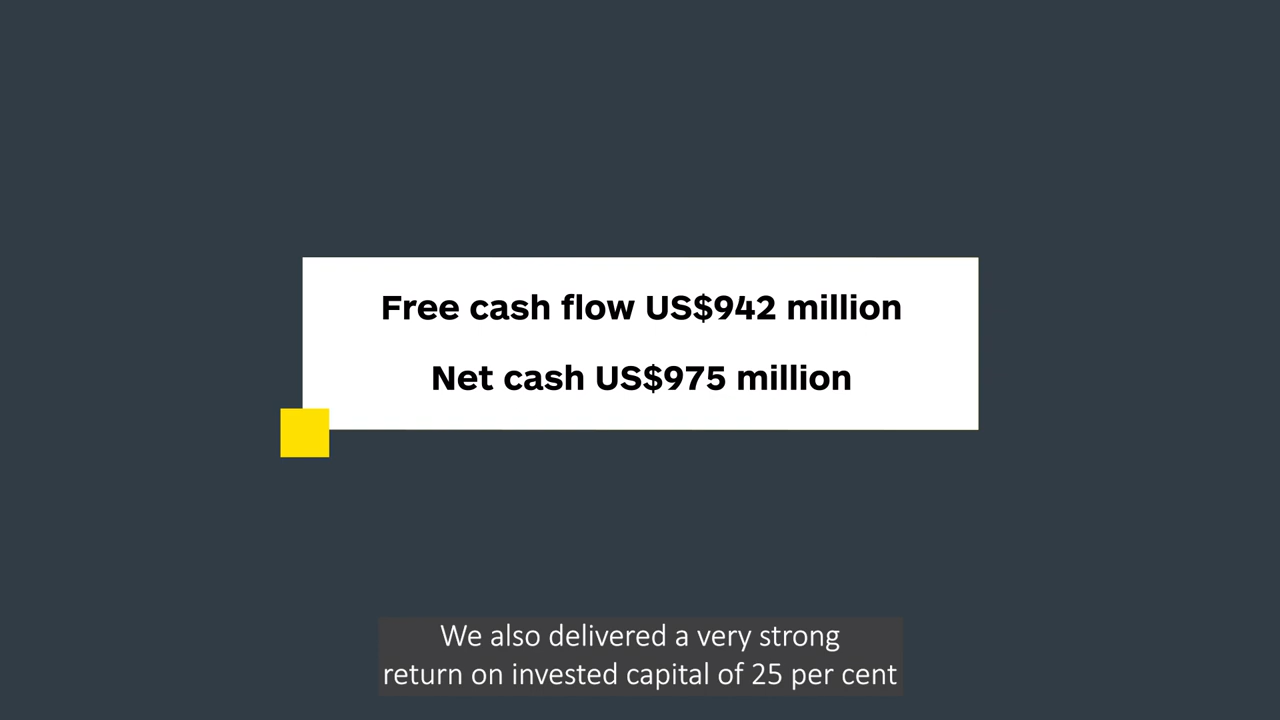 Free cash flow US$942 million
Net cash US$975 million
We also delivered a very strong
return on invested capital of 25 per cent